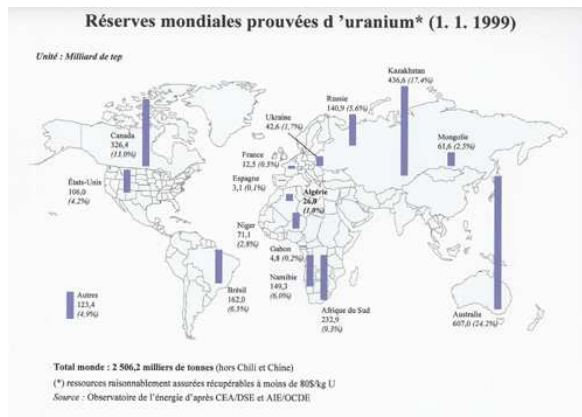 Réserves mondiales prouvées d 'uranium* (1. 1. 1999)
Unité : Milliard de tep
Kazakhstan
436,6 (17,4%)
Russie
140,9 (5,6%)
Ukraine
42,6 (1,7%)
Canada
326,4
(13,0%)
Mongolie
61,6 (2,5%)
France
12,5 (0,5%)
États-Unis
106,0
(4,2%)
Espagne
3,1 (0,1%)
Algérie
26,0
(1,0%)
Niger
71,1
(2,8%)
Gabon
4,8 (0,2%)
Namibie
149,3
(6,0%)
Brésil
162,0
(6,5%)
Afrique du Sud
232,9
(9,3%)
Autres
123,4
(4,9%)
Australie
607,0 (24,2%)
Total monde : 2 506,2 milliers de tonnes (hors Chili et Chine)
(*) ressources raisonnablement assurées récupérables à moins de 80$/kg U
Source : Observatoire de l'énergie d'après CEA/DSE et AIE/OCDE